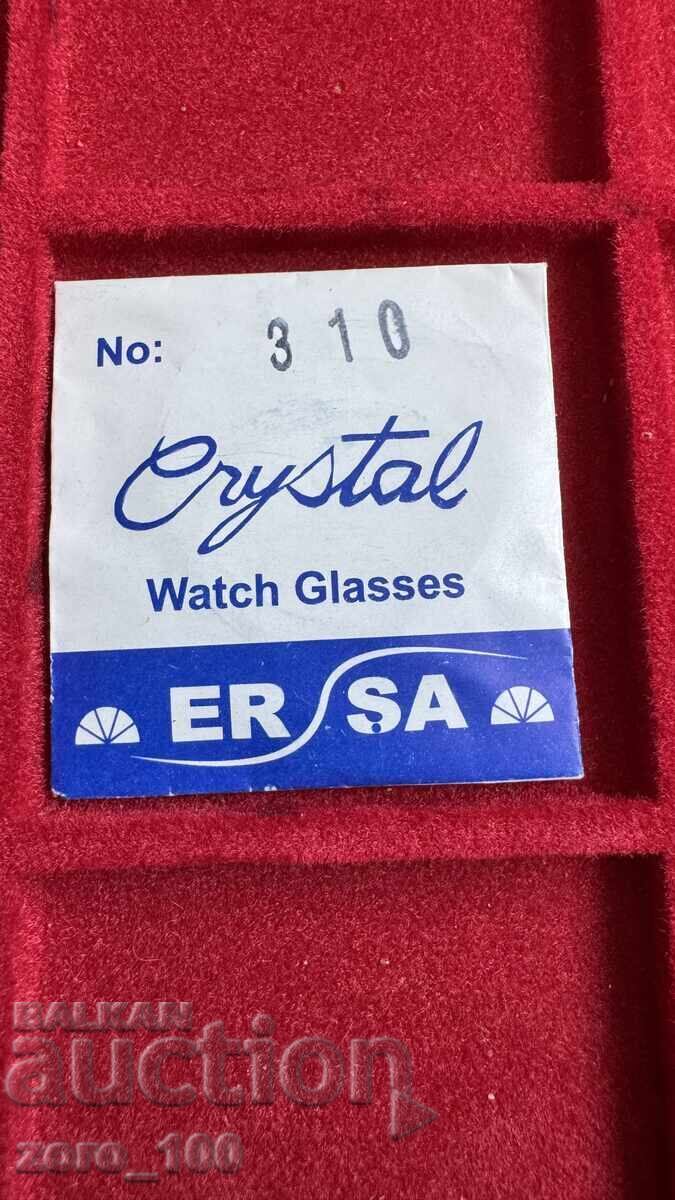 No: 310
Crystal
Watch Glasses
ERŞA
BALKAN
auction
zoro_100